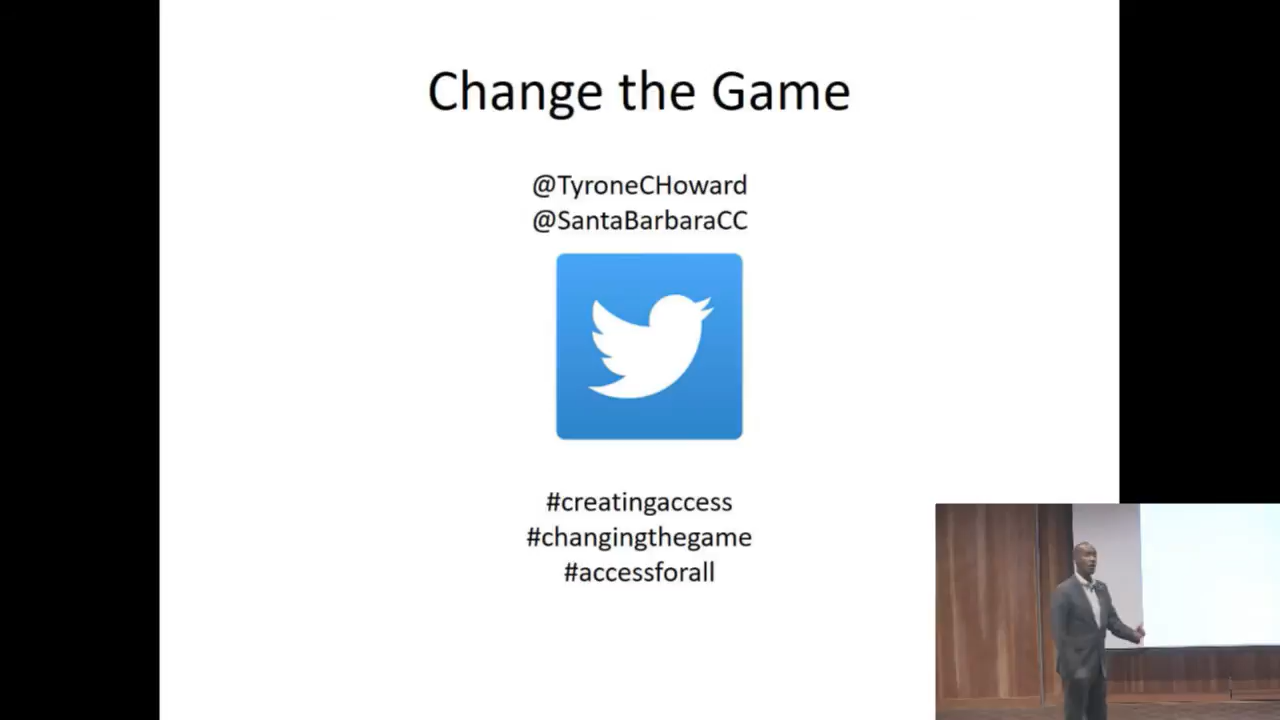 Change the Game
@TyroneCHoward
@SantaBarbaraCC
#creatingaccess
#changingthegame
#accessforall